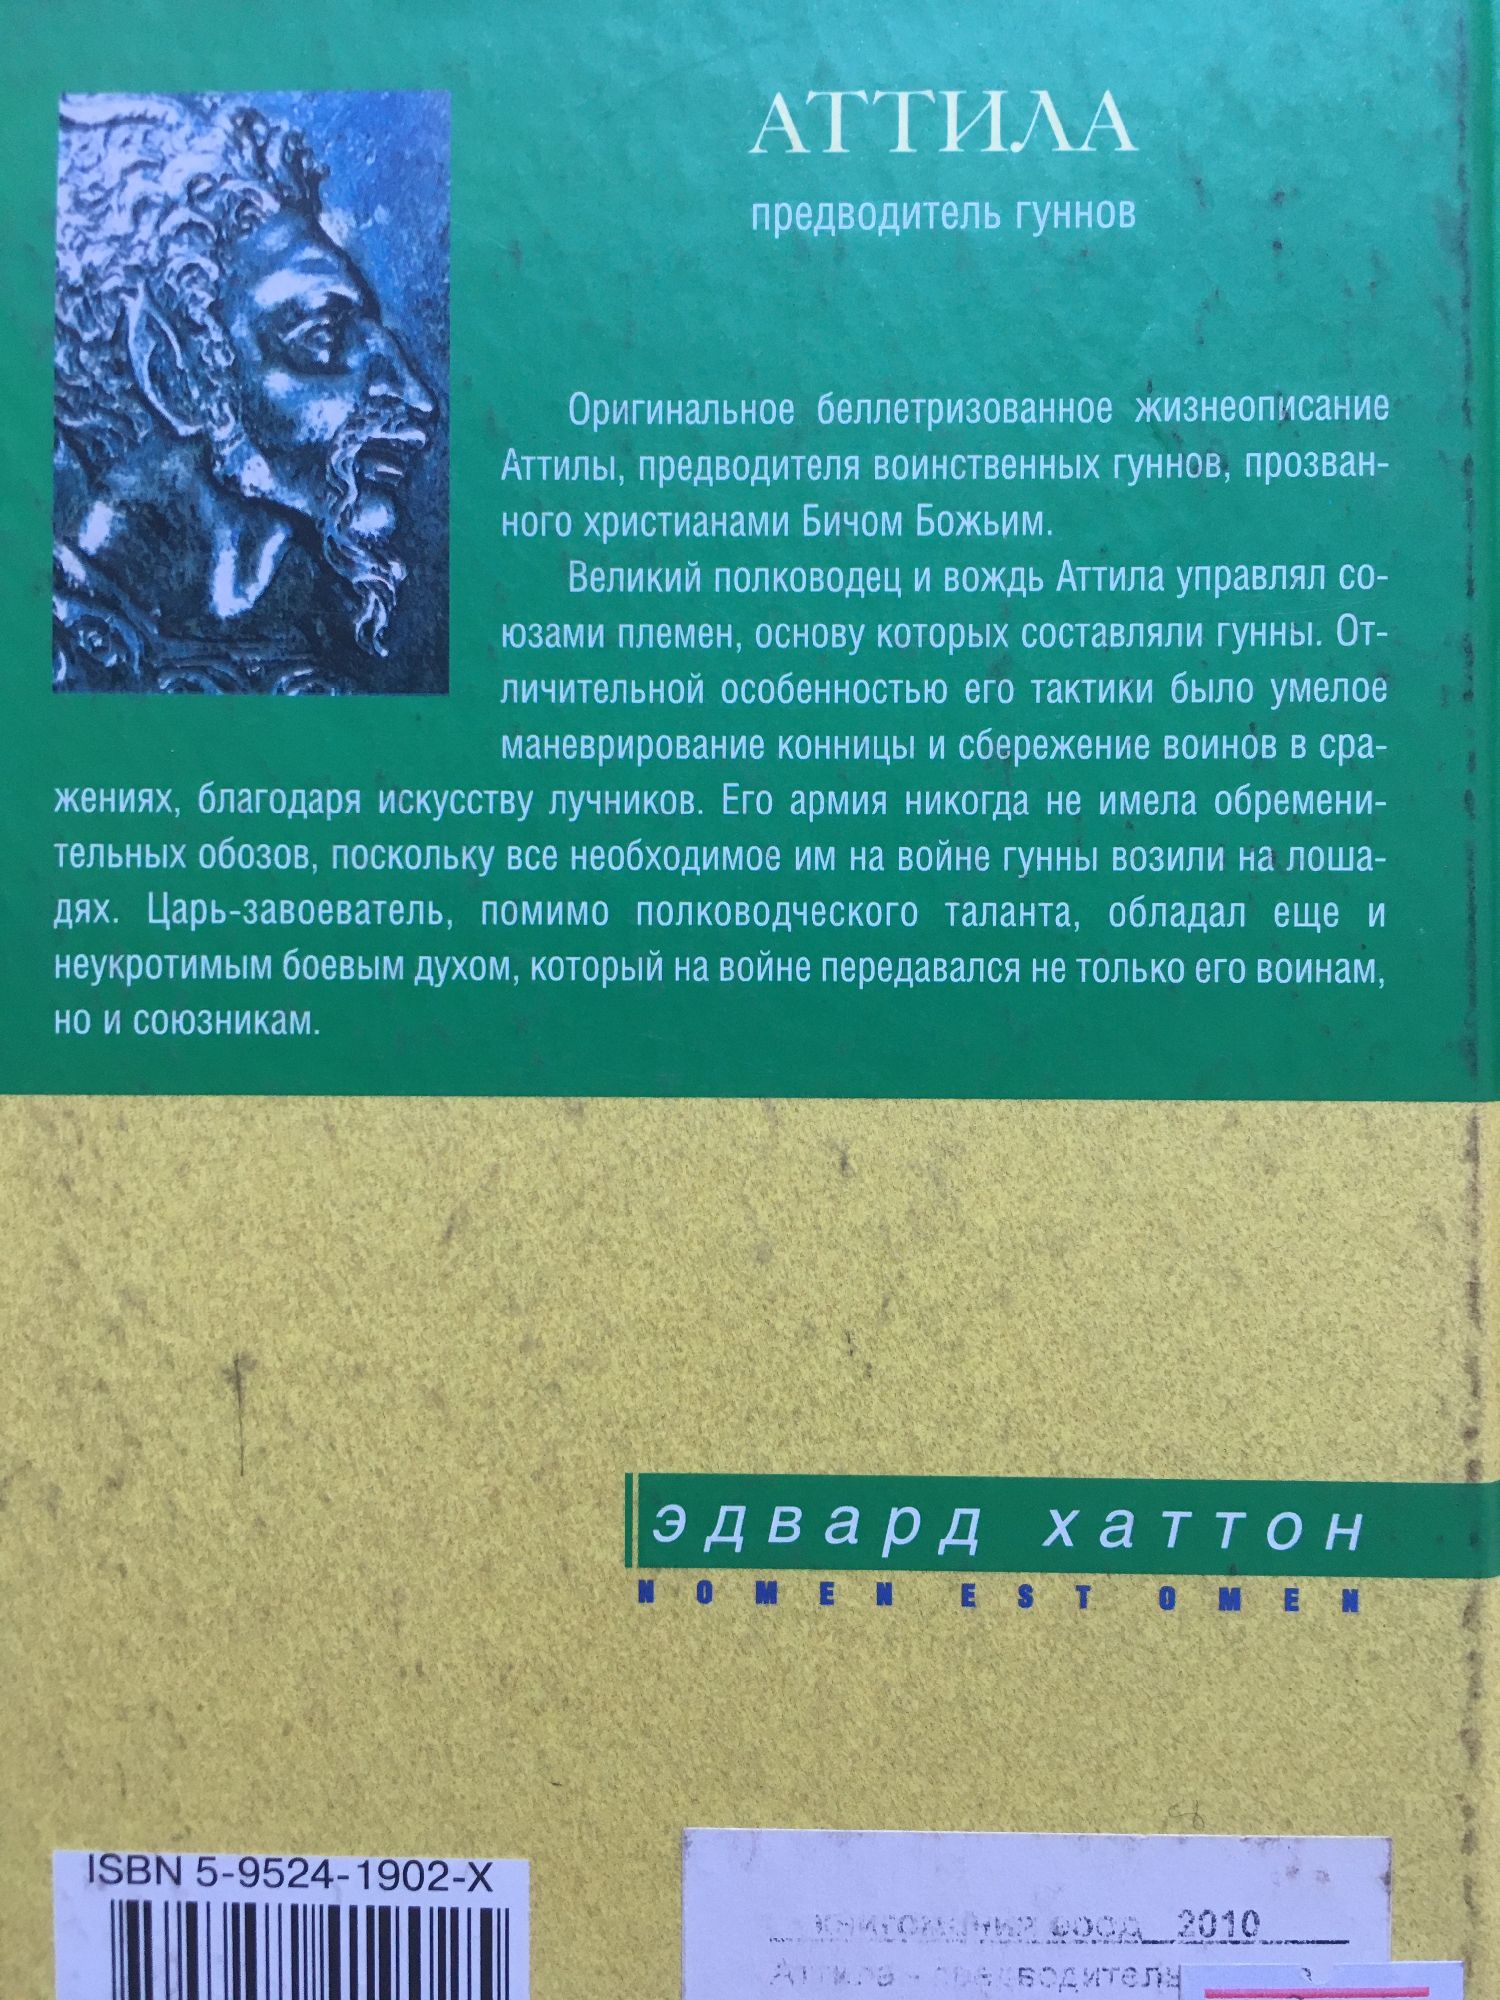 АТТИЛА
предводитель гуннов
Оригинальное беллетризованное жизнеописание
Аттилы, предводителя воинственных гуннов, прозван-
ного христианами Бичом Божьим.
Великий полководец и вождь Аттила управлял со-
юзами племен, основу которых составляли гунны. От-
личительной особенностью его тактики было умелое
маневрирование конницы и сбережение воинов в сра-
жениях, благодаря искусству лучников. Его армия никогда не имела обремени-
тельных обозов, поскольку все необходимое им на войне гунны возили на лоша-
дях. Царь-завоеватель, помимо полководческого таланта, обладал еще и
неукротимым боевым духом, который на войне передавался не только его воинам,
но и союзникам.
эдвард хаттон
NOMEN EST OMEN
ISBN 5-9524-1902-X
2010